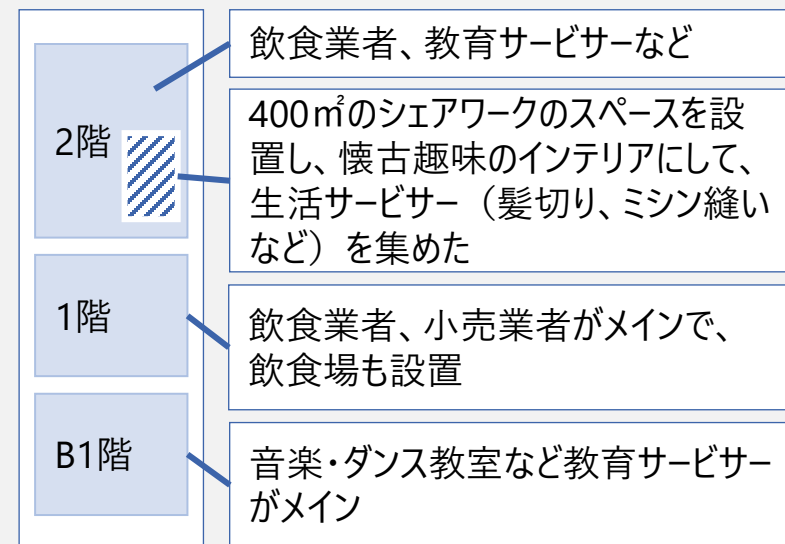 2階
飲食業者、教育サービサーなど
400㎡のシェアワークのスペースを設
置し、懐古趣味のインテリアにして、
生活サービサー（髪切り、ミシン縫い
など）を集めた
1階
飲食業者、小売業者がメインで、
飲食場も設置
B1階
音楽・ダンス教室など教育サービサー
がメイン